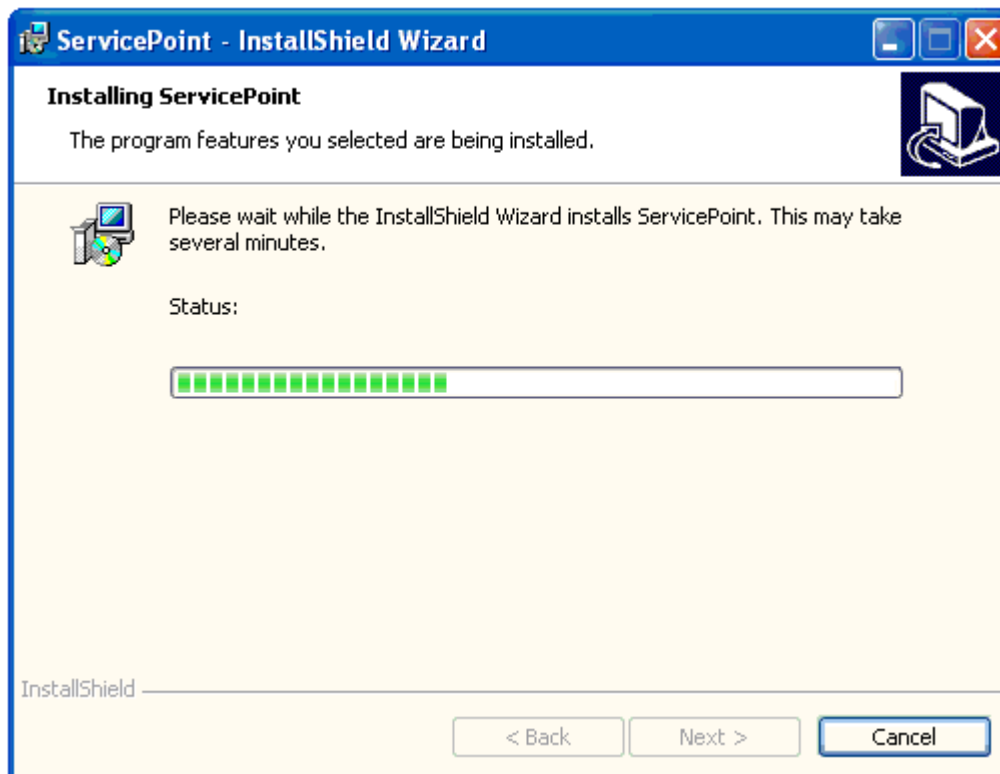 ServicePoint - InstallShield Wizard
Installing ServicePoint
The program features you selected are being installed.
Please wait while the InstallShield Wizard installs ServicePoint. This may take
several minutes.
Status:
InstallShield
< Back Next > Cancel